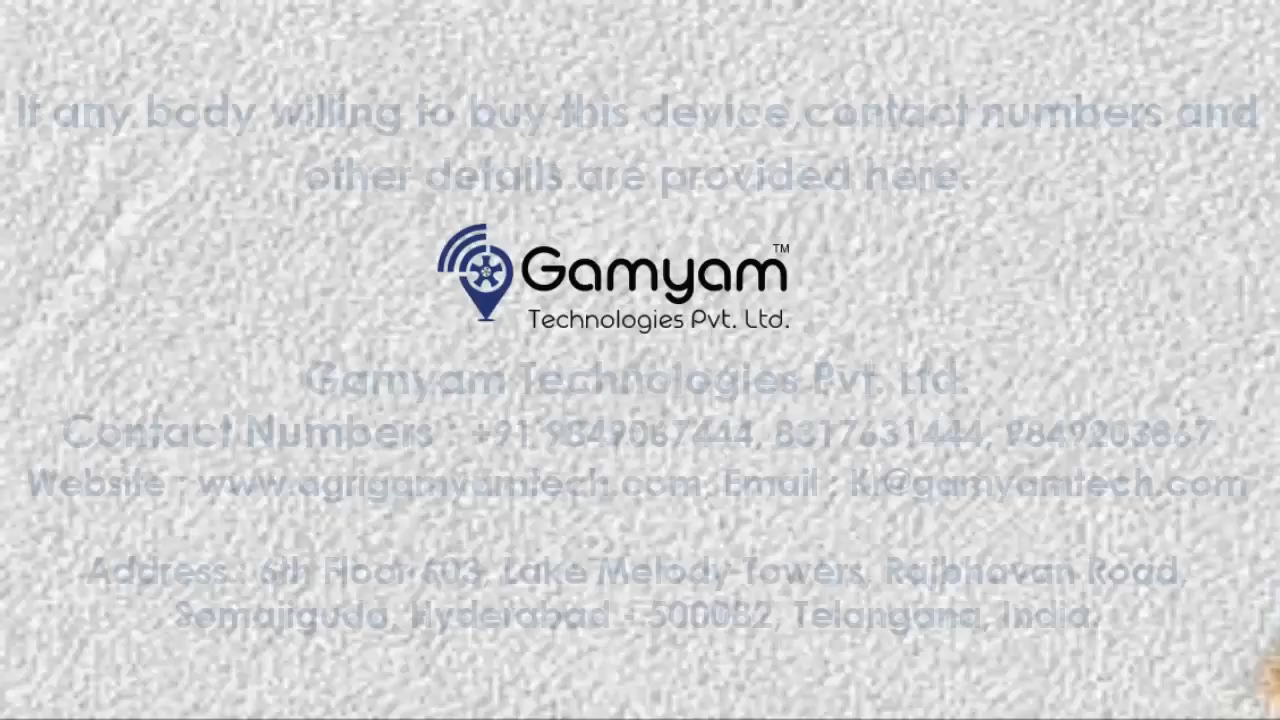 If any body willing to buy this device,contact numbers and
other details are provided here.
Gamyam™
Technologies Pvt. Ltd.
Gamyam Technologies Pvt. Ltd.
Contact Numbers : +91 9849067444, 8317631444, 9849203867
Website : www.agrigamyamtech.com, Email : Ki@gamyamtech.com
Address : 6th Floor 603, Lake Melody Towers, Rajbhavan Road,
Somajiguda, Hyderabad - 500082, Telangana, India.